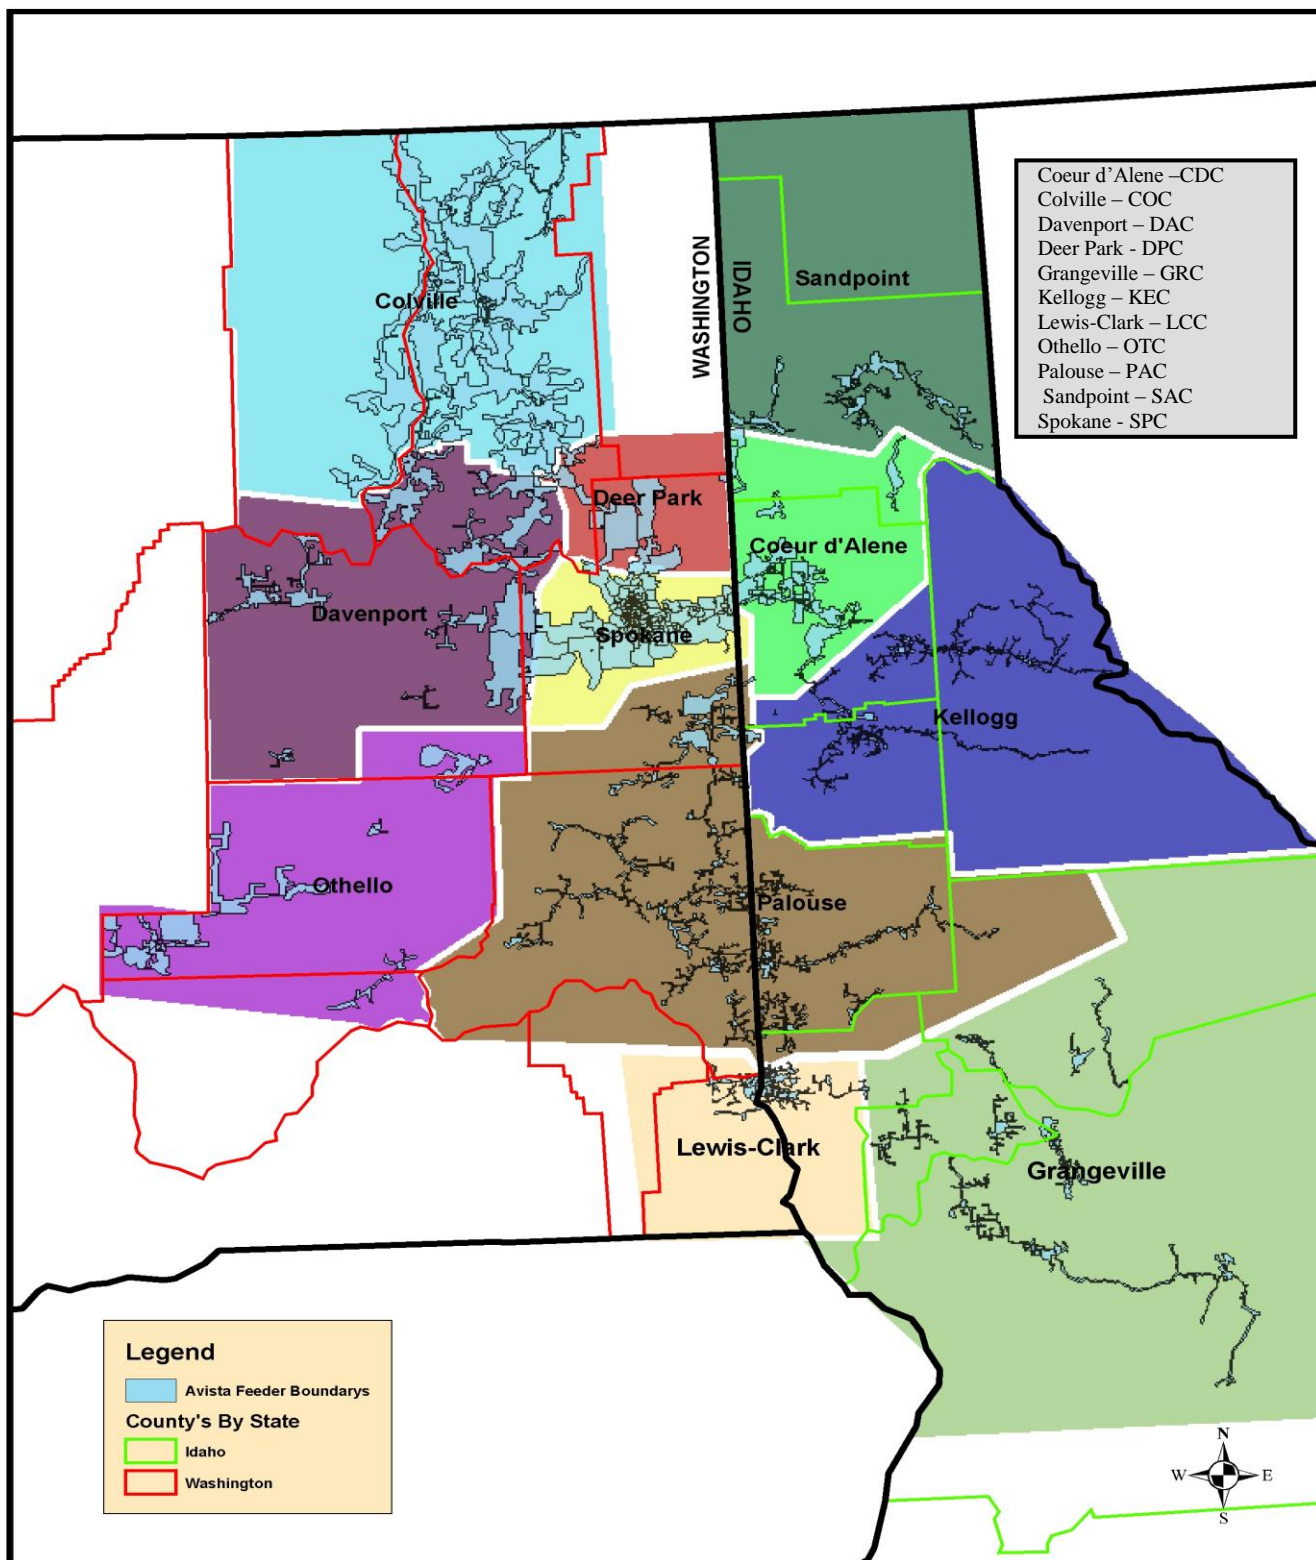 Coeur d’Alene –CDC
Colville – COC
Davenport – DAC
Deer Park - DPC
Grangeville – GRC
Kellogg – KEC
Lewis-Clark – LCC
Othello – OTC
Palouse – PAC
Sandpoint – SAC
Spokane - SPC
WASHINGTON
IDAHO
Sandpoint
Colville
Deer Park
Coeur d'Alene
Davenport
Spokane
Kellogg
Othello
Palouse
Lewis-Clark
Grangeville
Legend
Avista Feeder Boundarys
County's By State
Idaho
Washington
N
W
E
S